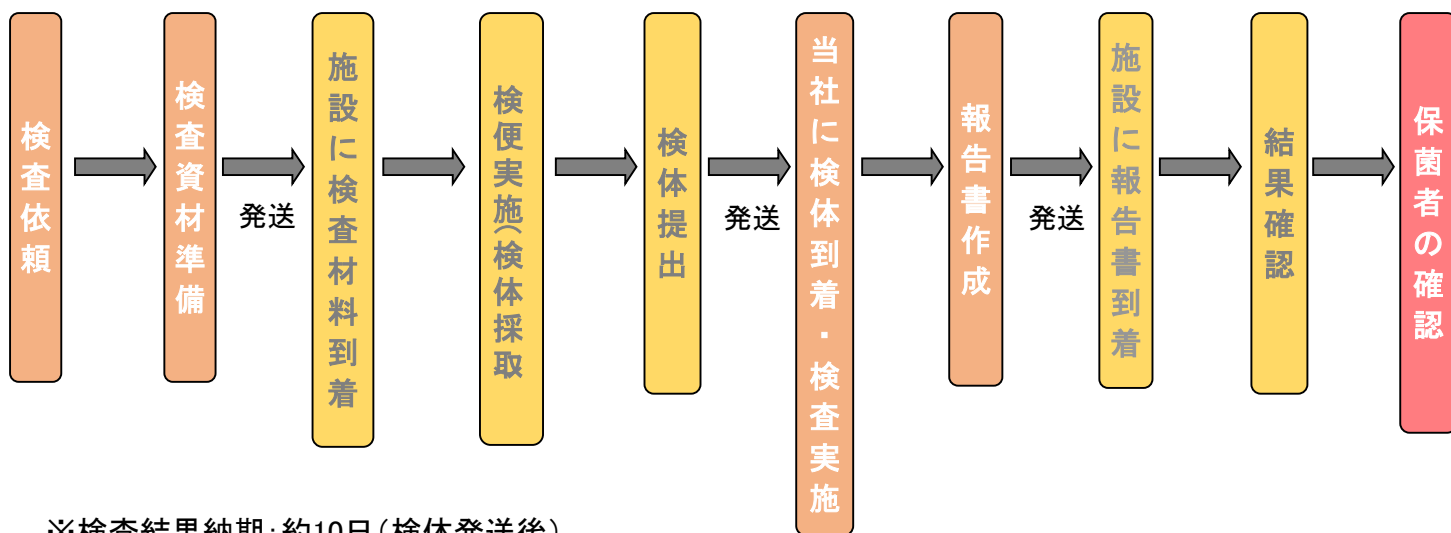 検査依頼
検査資材準備
発送
施設に検査材料到着
検便実施(検体採取
検体提出
発送
当社に検体到着・検査実施
報告書作成
発送
施設に報告書到着
結果確認
保菌者の確認
※検査結果納期:約10日(検体発送後)